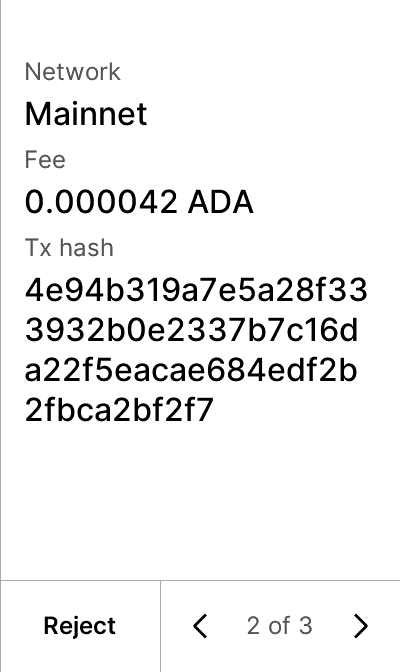 Network
Mainnet
Fee
0.000042 ADA
Tx hash
4e94b319a7e5a28f33
3932b0e2337b7c16d
a22f5eacae684edf2b
2fbca2bf2f7
Reject
2 of 3